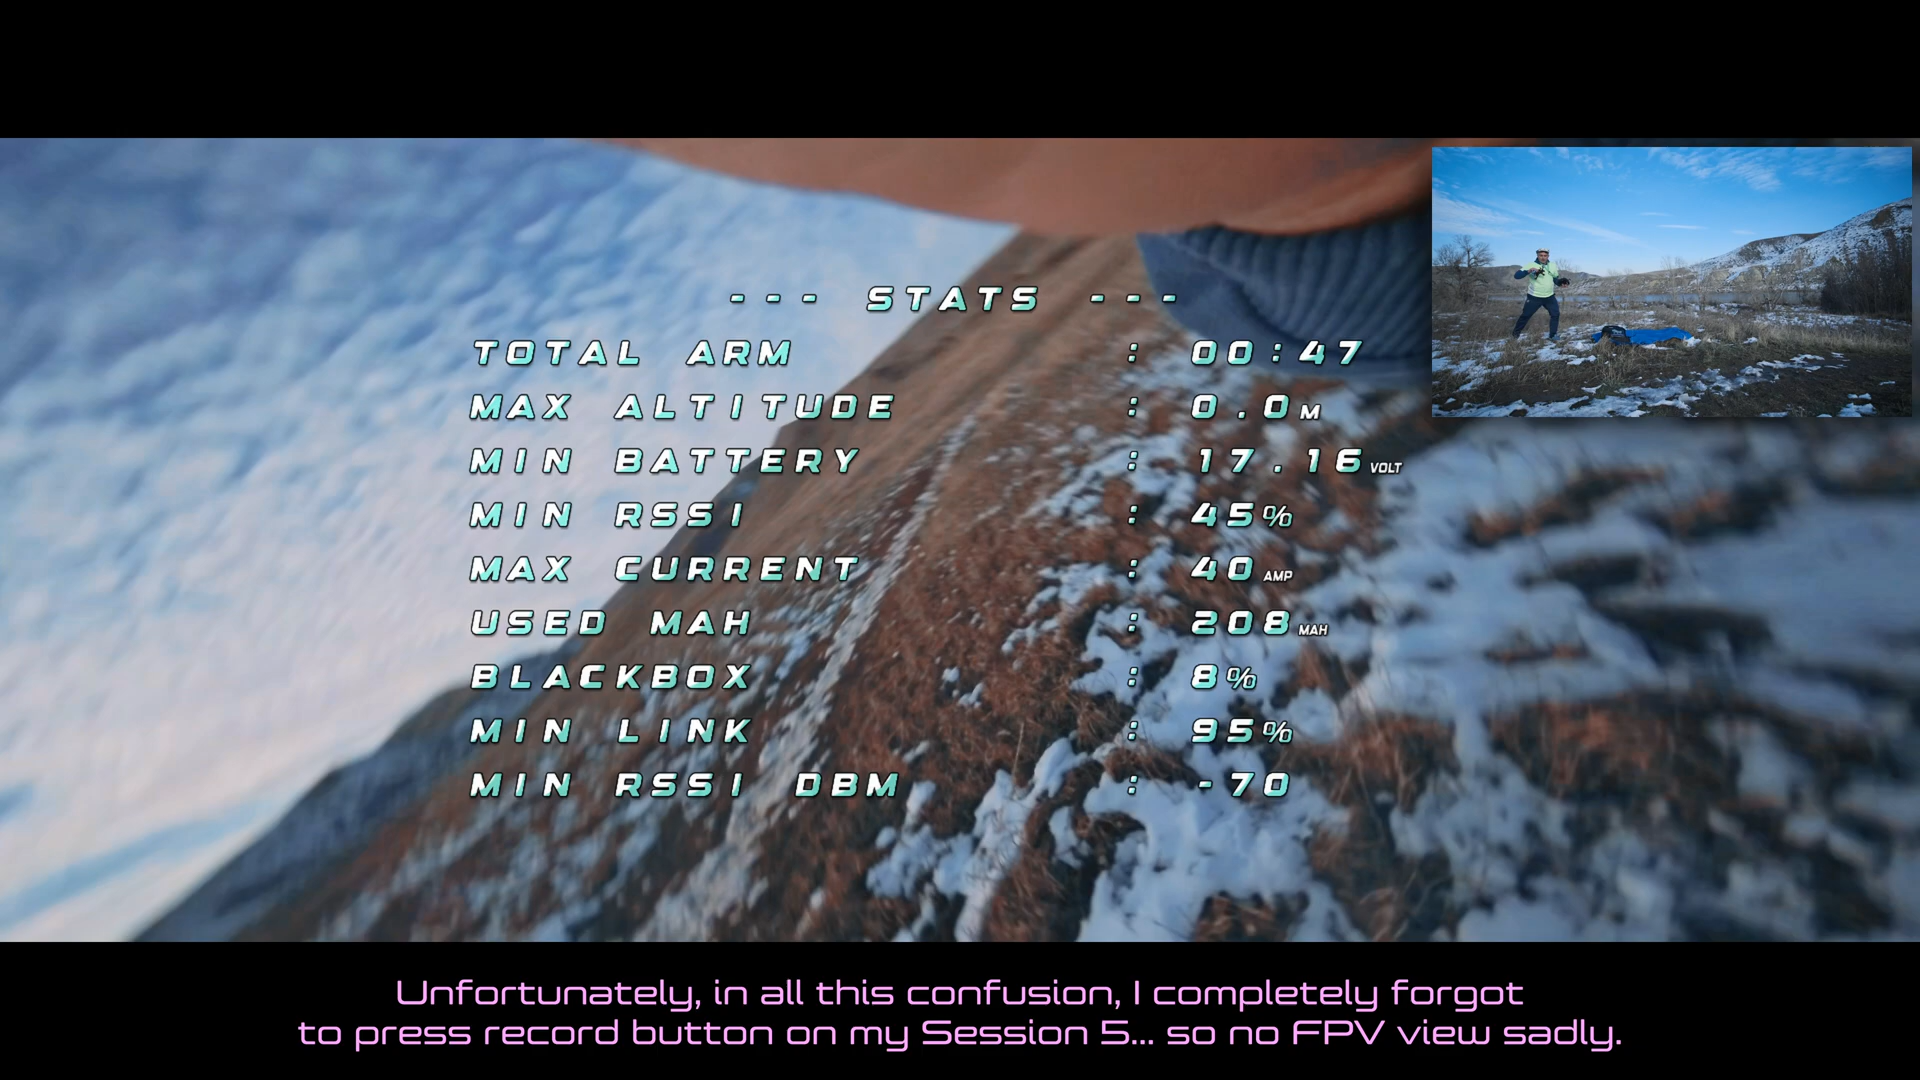 --- STATS ---
TOTAL ARM : 00:47
MAX ALTITUDE : 0.0M
MIN BATTERY : 17.16VOLT
MIN RSSI : 45%
MAX CURRENT : 40AMP
USED MAH : 208MAH
BLACKBOX : 8%
MIN LINK : 95%
MIN RSSI DBM : -70
Unfortunately, in all this confusion, I completely forgot
to press record button on my Session 5... so no FPV view sadly.